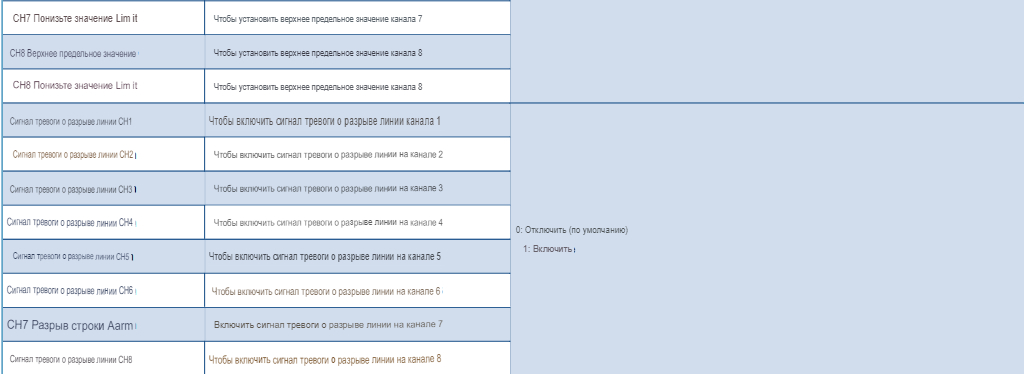 CH7 Понизьте значение Lim it
Чтобы установить верхнее предельное значение канала 7
CH8 Верхнее предельное значение
Чтобы установить верхнее предельное значение канала 8
CH8 Понизьте значение Lim it
Чтобы установить верхнее предельное значение канала 8
Сигнал тревоги о разрыве линии CH1
Чтобы включить сигнал тревоги о разрыве линии канала 1
Сигнал тревоги о разрыве линии CH2
Чтобы включить сигнал тревоги о разрыве линии на канале 2
Сигнал тревоги о разрыве линии CH3
Чтобы включить сигнал тревоги о разрыве линии на канале 3
Сигнал тревоги о разрыве линии CH4
Чтобы включить сигнал тревоги о разрыве линии на канале 4
0: Отключить (по умолчанию)
1: Включить
Сигнал тревоги о разрыве линии CH5
Чтобы включить сигнал тревоги о разрыве линии на канале 5
Сигнал тревоги о разрыве линии CH6
Чтобы включить сигнал тревоги о разрыве линии на канале 6
CH7 Разрыв строки Aarm
Включить сигнал тревоги о разрыве линии на канале 7
Сигнал тревоги о разрыве линии CH8
Чтобы включить сигнал тревоги о разрыве линии на канале 8